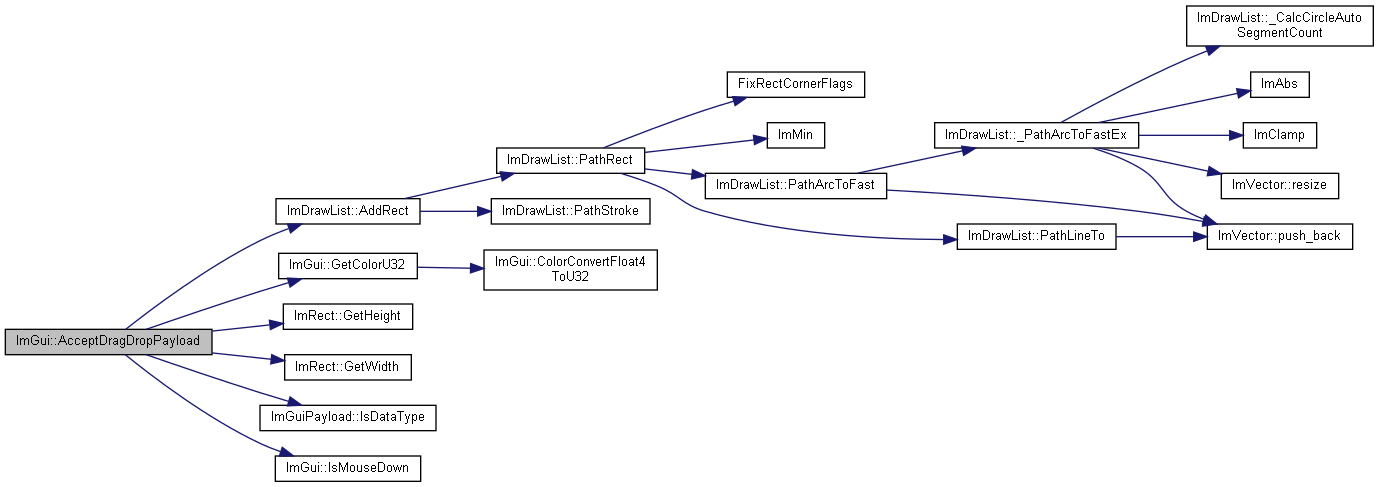 ImGui::AcceptDragDropPayload
ImDrawList::AddRect
ImGui::GetColorU32
ImRect::GetHeight
ImRect::GetWidth
ImGuiPayload::IsDataType
ImGui::IsMouseDown
ImDrawList::PathRect
ImDrawList::PathStroke
ImGui::ColorConvertFloat4
ToU32
FixRectCornerFlags
ImMin
ImDrawList::PathArcToFast
ImDrawList::PathLineTo
ImDrawList::_PathArcToFastEx
ImDrawList::_CalcCircleAuto
SegmentCount
ImAbs
ImClamp
ImVector::resize
ImVector::push_back